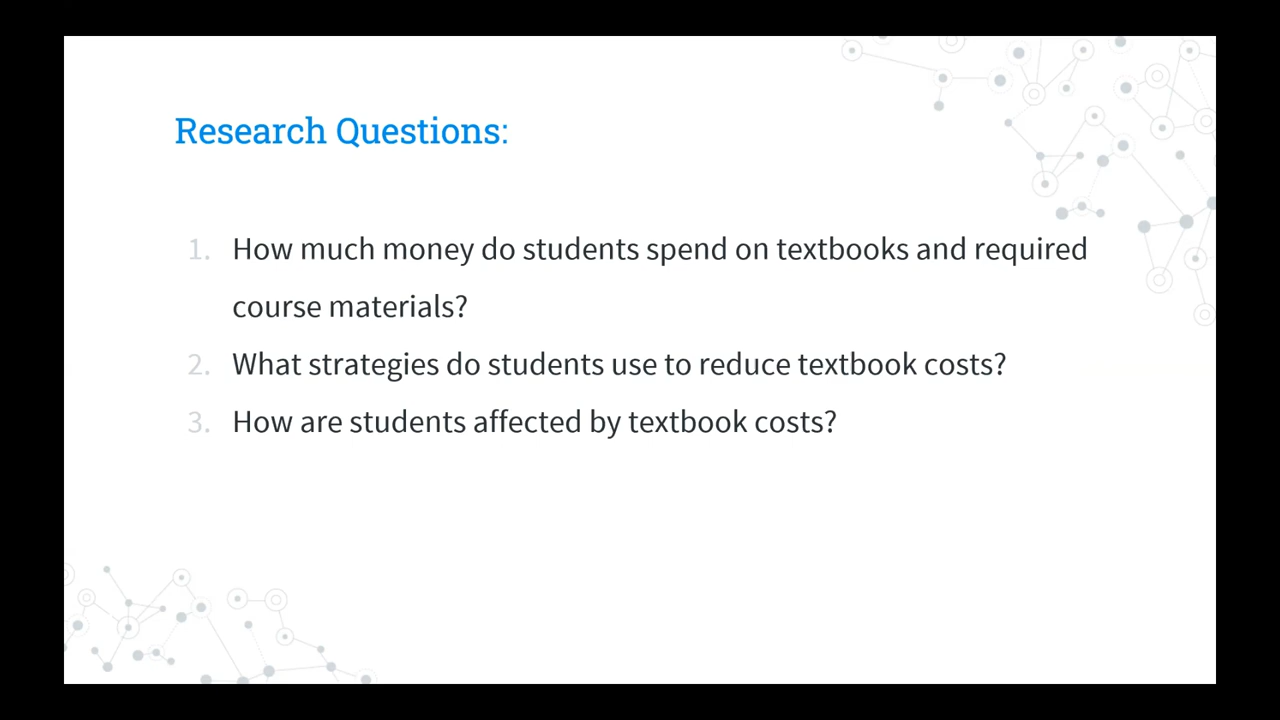 Research Questions:
1. How much money do students spend on textbooks and required
course materials?
2. What strategies do students use to reduce textbook costs?
3. How are students affected by textbook costs?